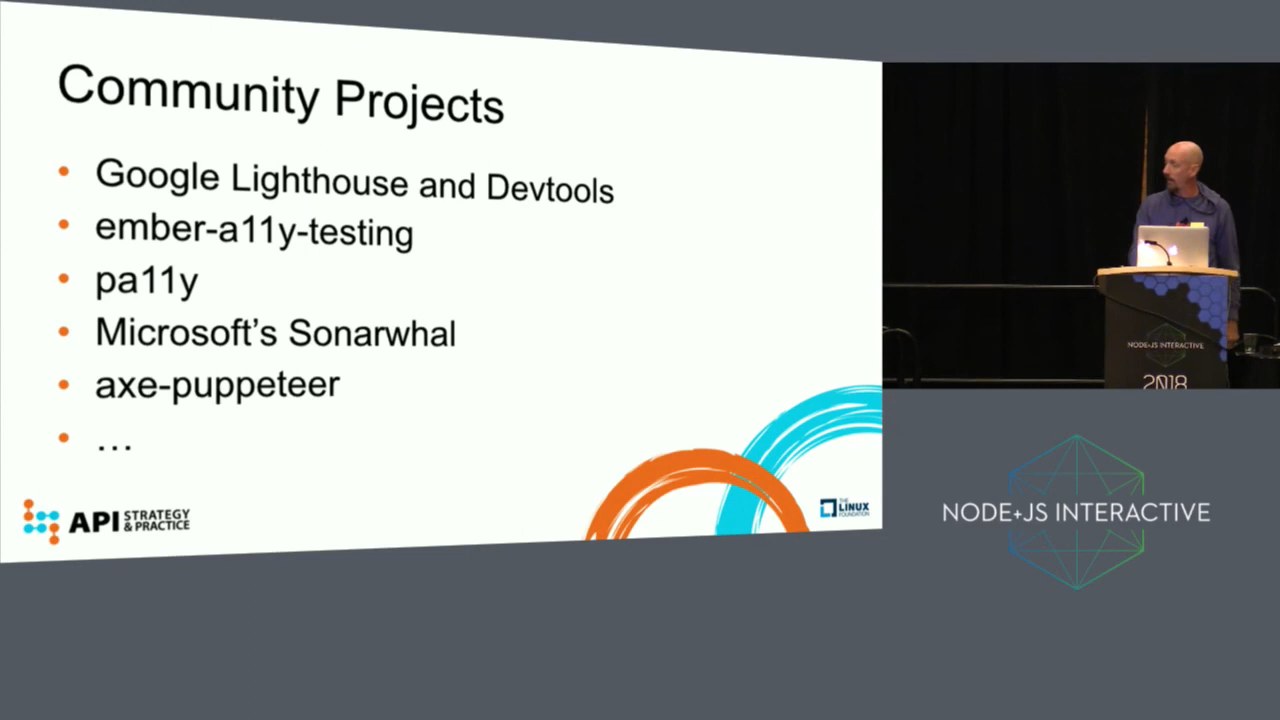 Community Projects
Google Lighthouse and Devtools
ember-a11y-testing
pa11y
Microsoft's Sonarwhal
axe-puppeteer
…
API STRATEGY & PRACTICE
THE LINUX FOUNDATION
NODE+JS INTERACTIVE
2018
NODE+JS INTERACTIVE